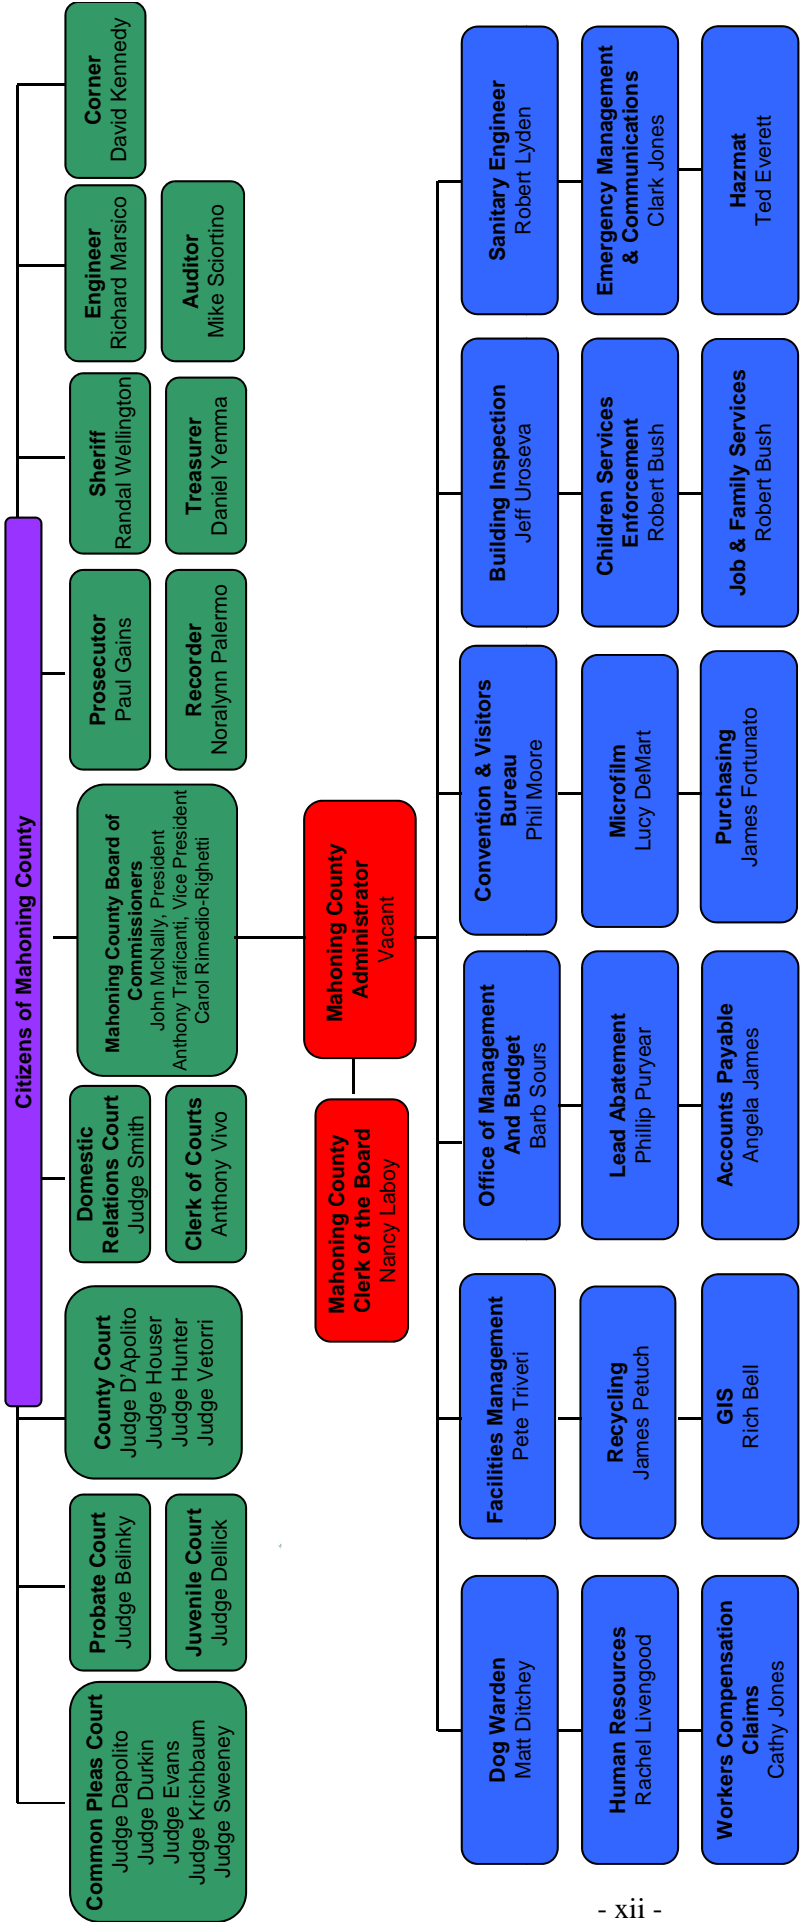 Citizens of Mahoning County
Common Pleas Court
Judge Dapolito
Judge Durkin
Judge Evans
Judge Krichbaum
Judge Sweeney
Probate Court
Judge Belinky
Juvenile Court
Judge Dellick
County Court
Judge D'Apolito
Judge Houser
Judge Hunter
Judge Vetorri
Domestic
Relations Court
Judge Smith
Clerk of Courts
Anthony Vivo
Mahoning County Board of
Commissioners
John McNally, President
Anthony Traficanti, Vice President
Carol Rimedio-Righetti
Prosecutor
Paul Gains
Recorder
Noralynn Palermo
Sheriff
Randal Wellington
Treasurer
Daniel Yemma
Engineer
Richard Marsico
Auditor
Mike Sciortino
Corner
David Kennedy
Mahoning County
Clerk of the Board
Nancy Laboy
Mahoning County
Administrator
Vacant
Dog Warden
Matt Ditchey
Facilities Management
Pete Triveri
Office of Management
And Budget
Barb Sours
Convention & Visitors
Bureau
Phil Moore
Building Inspection
Jeff Uroseva
Sanitary Engineer
Robert Lyden
Human Resources
Rachel Livengood
Recycling
James Petuch
Lead Abatement
Phillip Puryear
Microfilm
Lucy DeMart
Children Services
Enforcement
Robert Bush
Emergency Management
& Communications
Clark Jones
Workers Compensation
Claims
Cathy Jones
GIS
Rich Bell
Accounts Payable
Angela James
Purchasing
James Fortunato
Job & Family Services
Robert Bush
Hazmat
Ted Everett
- xii -